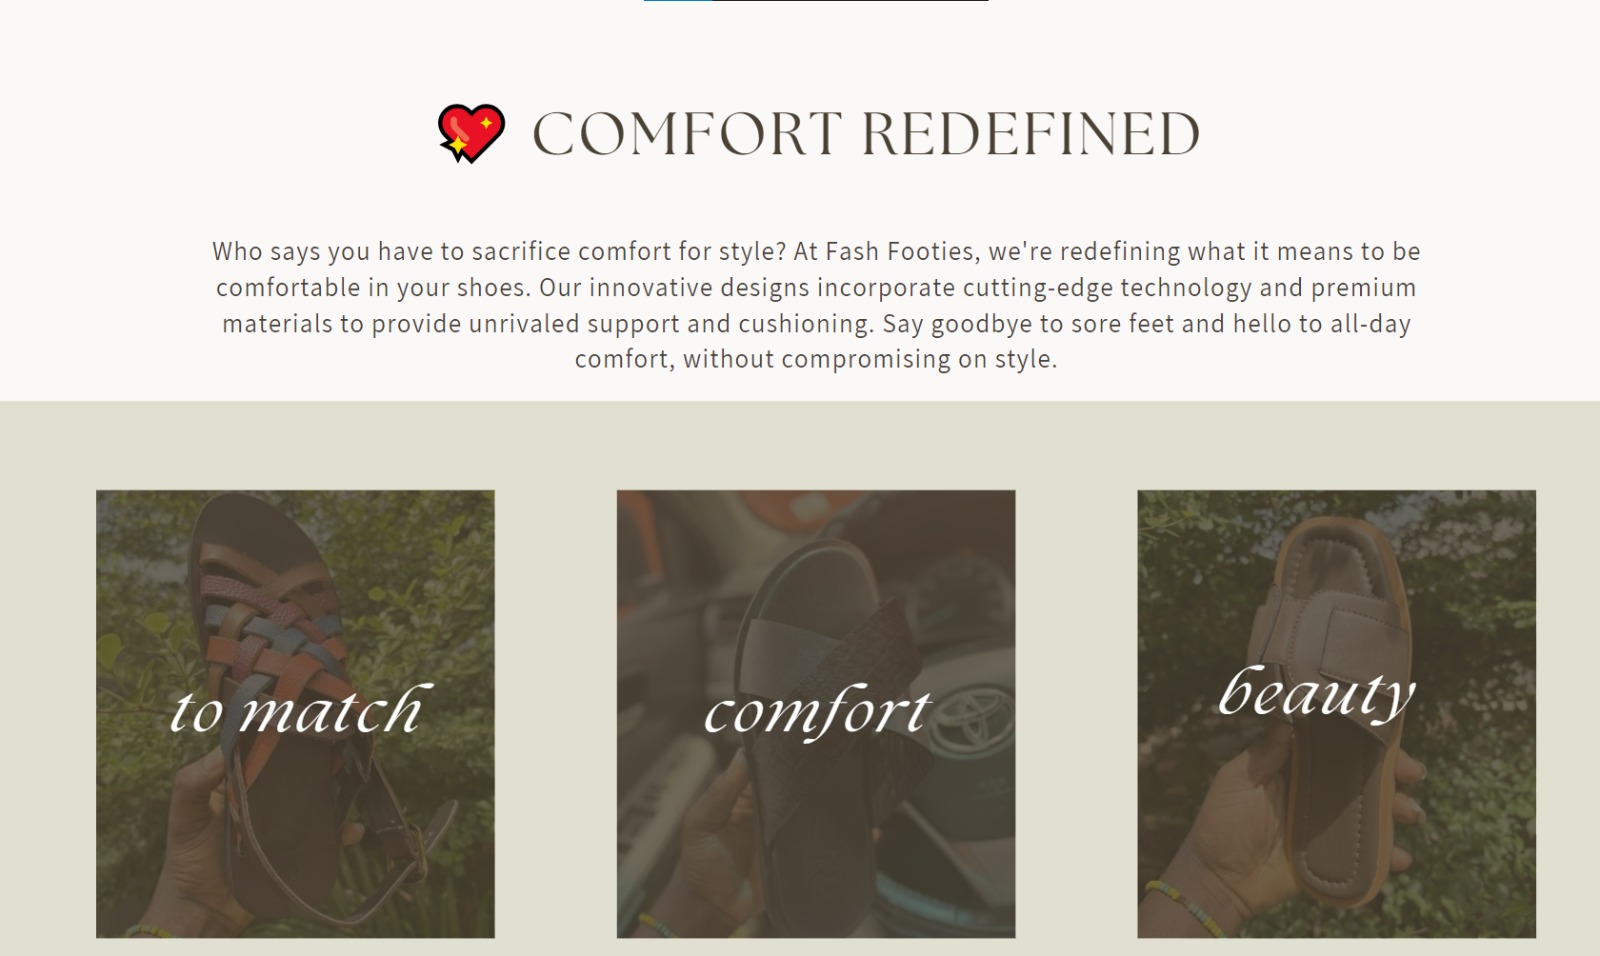 COMFORT REDEFINED
Who says you have to sacrifice comfort for style? At Fash Footies, we're redefining what it means to be
comfortable in your shoes. Our innovative designs incorporate cutting-edge technology and premium
materials to provide unrivaled support and cushioning. Say goodbye to sore feet and hello to all-day
comfort, without compromising on style.
to match
comfort
beauty